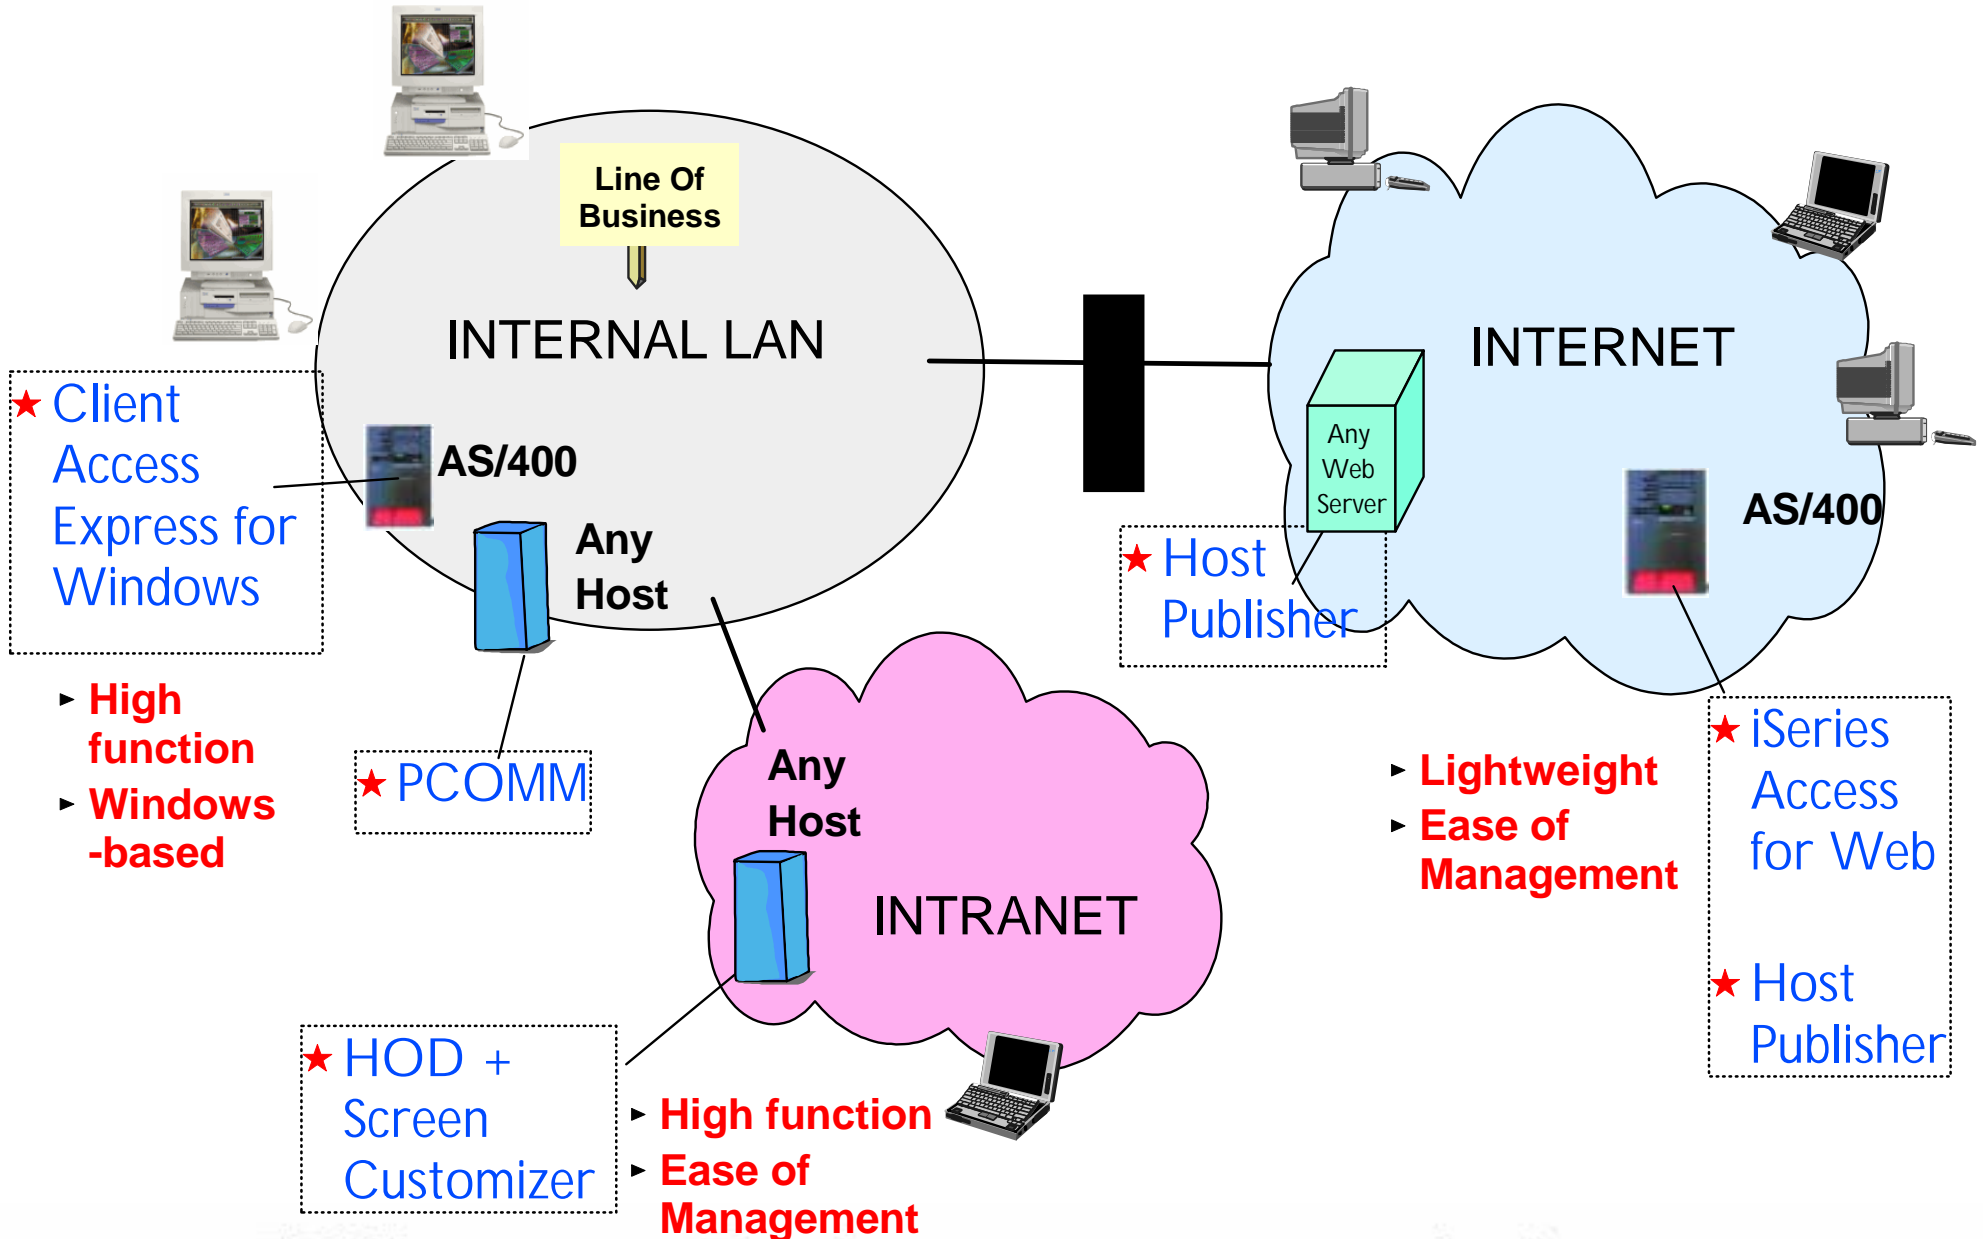 Line Of
Business
INTERNAL LAN
INTERNET
Client
Access
Express for
Windows
AS/400
Any
Host
Any
Web
Server
AS/400
Host
Publisher
High
function
Windows
-based
PCOMM
Any
Host
INTRANET
Lightweight
Ease of
Management
iSeries
Access
for Web
Host
Publisher
HOD +
Screen
Customizer
High function
Ease of
Management